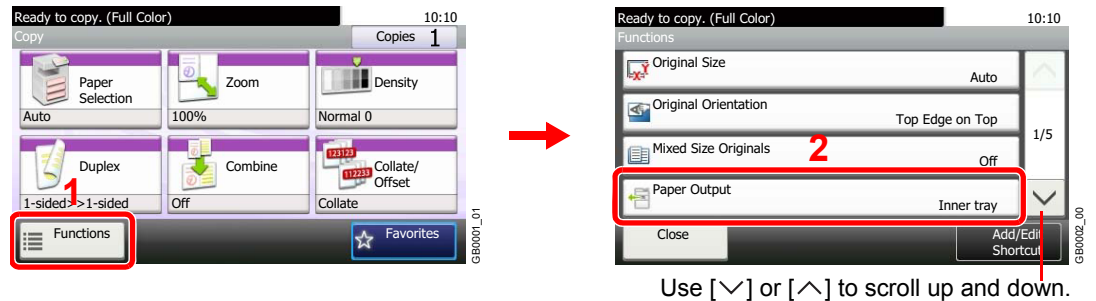 Ready to copy. (Full Color)
10:10
Copy
Copies 1
Paper Selection
Auto
Zoom
100%
Density
Normal 0
Duplex
1-sided>>1-sided
Combine
Off
123123
112233
Collate/
Offset
Collate
1
Functions
Favorites
GB0001_01
Ready to copy. (Full Color)
10:10
Functions
Original Size
Auto
Original Orientation
Top Edge on Top
Mixed Size Originals
Off
2
Paper Output
Inner tray
1/5
Close
Add/Edit
Shortcut
GB0002_00
Use [∨] or [∧] to scroll up and down.